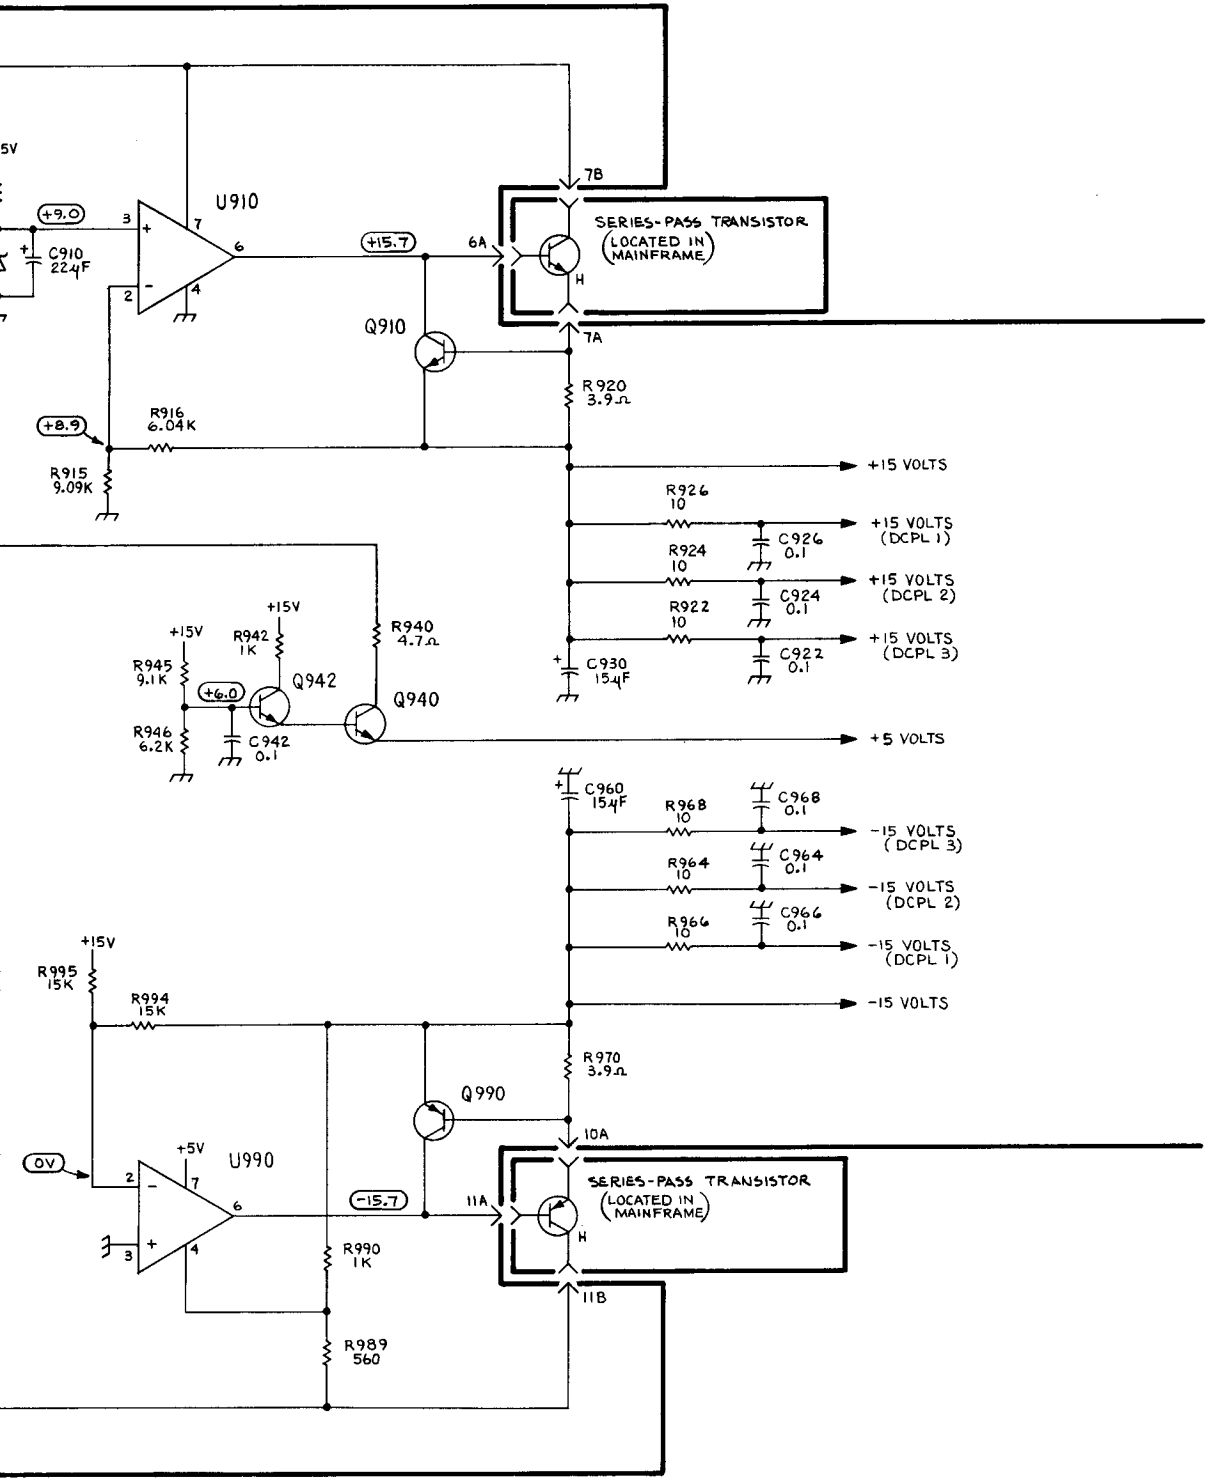 5V
7B
U910
+9.0
3
+
7
+
C910
22µF
6
+15.7
6A
SERIES-PASS TRANSISTOR
(LOCATED IN
MAINFRAME)
H
2
-
4
Q910
7A
R920
3.9Ω
+8.9
R916
6.04K
R915
9.09K
+15 VOLTS
R926
10
+15 VOLTS
(DCPL 1)
C926
0.1
R924
10
+15 VOLTS
(DCPL 2)
C924
0.1
R922
10
+15 VOLTS
(DCPL 3)
C922
0.1
+
C930
15µF
+15V
+15V
R942
1K
R940
4.7Ω
R945
9.1K
+6.0
Q942
Q940
R946
6.2K
C942
0.1
+5 VOLTS
+
C960
15µF
R968
10
C968
0.1
-15 VOLTS
(DCPL 3)
R964
10
C964
0.1
-15 VOLTS
(DCPL 2)
R966
10
C966
0.1
-15 VOLTS
(DCPL 1)
-15 VOLTS
+15V
R995
15K
R994
15K
R970
3.9Ω
Q990
10A
0V
+5V
U990
2
-
7
6
-15.7
11A
SERIES-PASS TRANSISTOR
(LOCATED IN
MAINFRAME)
H
3
+
4
R990
1K
11B
R989
560